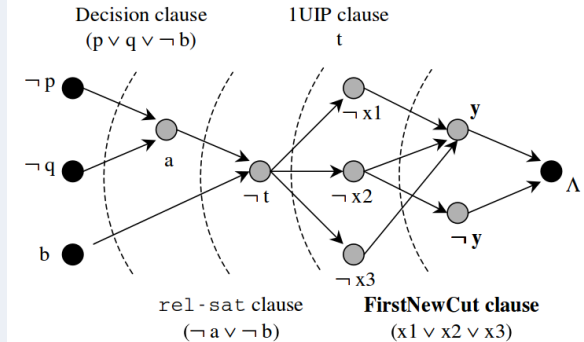 Decision clause
(p ∨ q ∨ ¬ b)
1UIP clause
t
¬ p
¬ q
b
a
¬ t
¬ x1
¬ x2
¬ x3
y
¬ y
Λ
rel-sat clause
(¬ a ∨ ¬ b)
FirstNewCut clause
(x1 ∨ x2 ∨ x3)